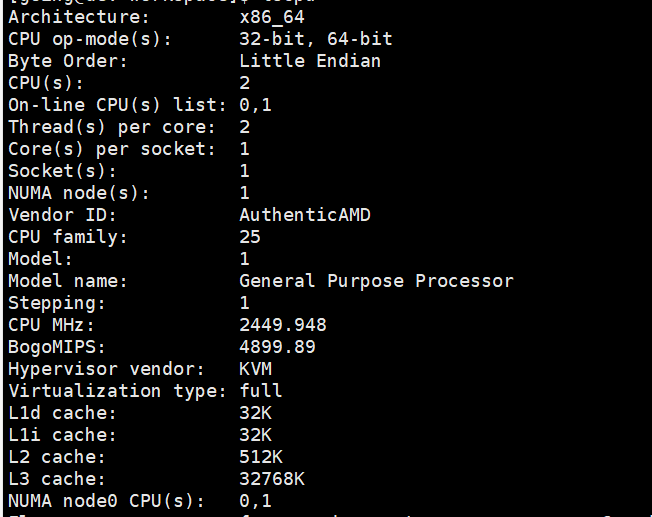 Architecture: x86_64
CPU op-mode(s): 32-bit, 64-bit
Byte Order: Little Endian
CPU(s): 2
On-line CPU(s) list: 0,1
Thread(s) per core: 2
Core(s) per socket: 1
Socket(s): 1
NUMA node(s): 1
Vendor ID: AuthenticAMD
CPU family: 25
Model: 1
Model name: General Purpose Processor
Stepping: 1
CPU MHz: 2449.948
BogoMIPS: 4899.89
Hypervisor vendor: KVM
Virtualization type: full
L1d cache: 32K
L1i cache: 32K
L2 cache: 512K
L3 cache: 32768K
NUMA node0 CPU(s): 0,1